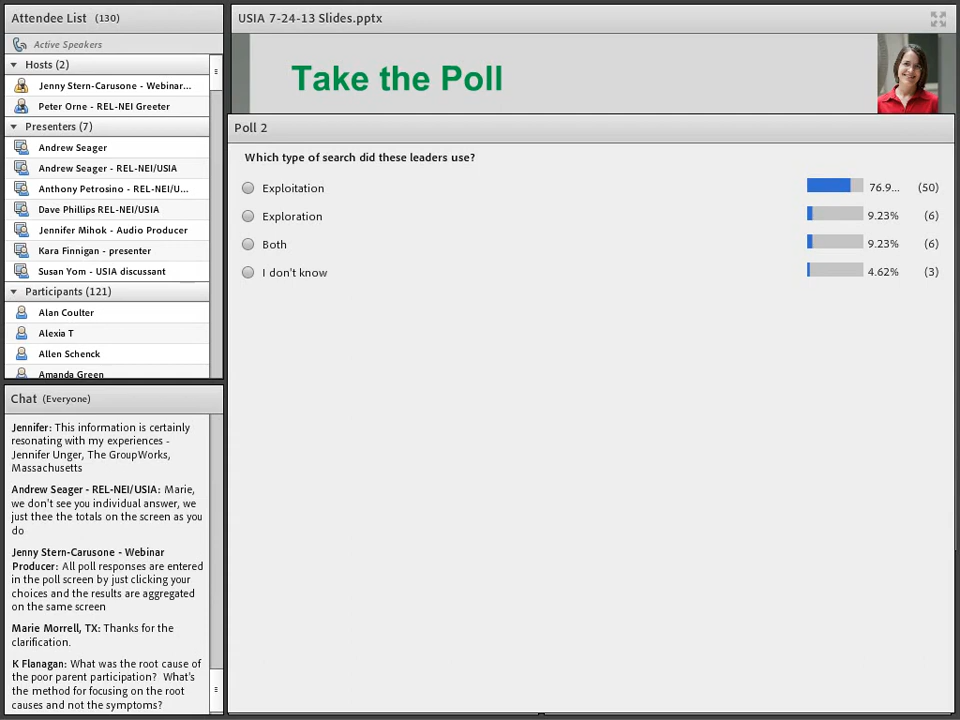 Attendee List (130)
Active Speakers
Hosts (2)
Jenny Stern-Carusone - Webinar...
Peter Orne - REL-NEI Greeter
Presenters (7)
Andrew Seager
Andrew Seager - REL-NEI/USIA
Anthony Petrosino - REL-NEI/U...
Dave Phillips REL-NEI/USIA
Jennifer Mihok - Audio Producer
Kara Finnigan - presenter
Susan Yom - USIA discussant
Participants (121)
Alan Coulter
Alexia T
Allen Schenck
Amanda Green
Chat (Everyone)
Jennifer: This information is certainly
resonating with my experiences -
Jennifer Unger, The GroupWorks,
Massachusetts
Andrew Seager - REL-NEI/USIA: Marie,
we don't see you individual answer, we
just thee the totals on the screen as you
do
Jenny Stern-Carusone - Webinar
Producer: All poll responses are entered
in the poll screen by just clicking your
choices and the results are aggregated
on the same screen
Marie Morrell, TX: Thanks for the
clarification.
K Flanagan: What was the root cause of
the poor parent participation? What's
the method for focusing on the root
causes and not the symptoms?
USIA 7-24-13 Slides.pptx
Take the Poll
Poll 2
Which type of search did these leaders use?
Exploitation 76.9... (50)
Exploration 9.23% (6)
Both 9.23% (6)
I don't know 4.62% (3)